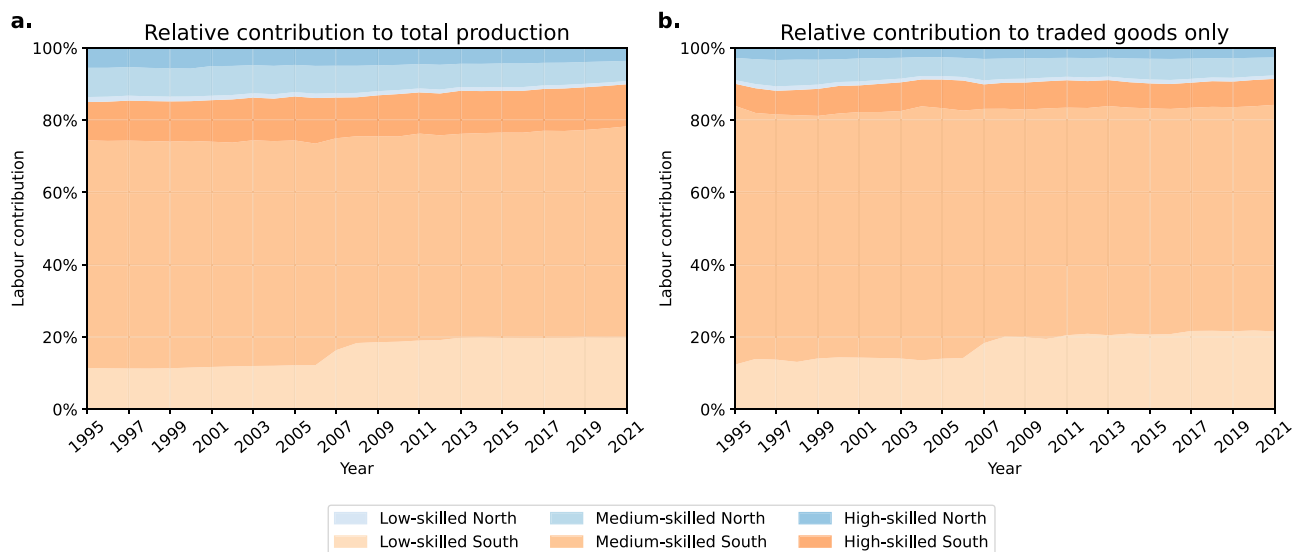 a.
Relative contribution to total production
100%
80%
60%
40%
20%
0%
Labour contribution
1995
1997
1999
2001
2003
2005
2007
2009
2011
2013
2015
2017
2019
2021
Year
b.
Relative contribution to traded goods only
100%
80%
60%
40%
20%
0%
Labour contribution
1995
1997
1999
2001
2003
2005
2007
2009
2011
2013
2015
2017
2019
2021
Year
Low-skilled North
Medium-skilled North
High-skilled North
Low-skilled South
Medium-skilled South
High-skilled South